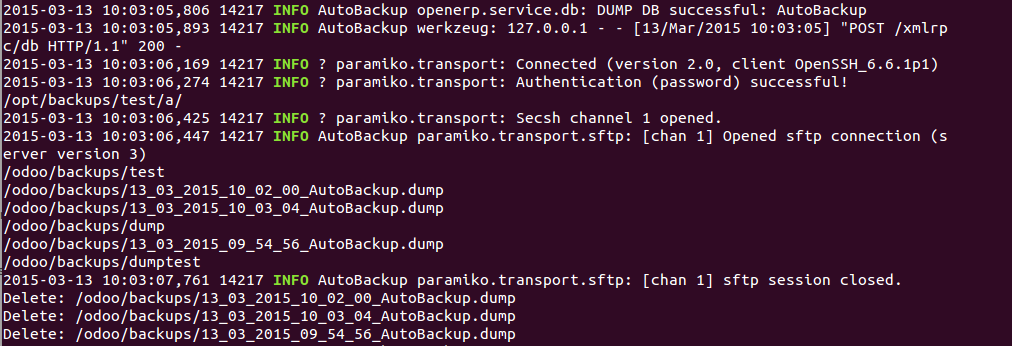 2015-03-13 10:03:05,806 14217 INFO AutoBackup openerp.service.db: DUMP DB successful: AutoBackup
2015-03-13 10:03:05,893 14217 INFO AutoBackup werkzeug: 127.0.0.1 - - [13/Mar/2015 10:03:05] "POST /xmlrp
c/db HTTP/1.1" 200 -
2015-03-13 10:03:06,169 14217 INFO ? paramiko.transport: Connected (version 2.0, client OpenSSH_6.6.1p1)
2015-03-13 10:03:06,274 14217 INFO ? paramiko.transport: Authentication (password) successful!
/opt/backups/test/a/
2015-03-13 10:03:06,425 14217 INFO ? paramiko.transport: Secsh channel 1 opened.
2015-03-13 10:03:06,447 14217 INFO AutoBackup paramiko.transport.sftp: [chan 1] Opened sftp connection (s
erver version 3)
/odoo/backups/test
/odoo/backups/13_03_2015_10_02_00_AutoBackup.dump
/odoo/backups/13_03_2015_10_03_04_AutoBackup.dump
/odoo/backups/dump
/odoo/backups/13_03_2015_09_54_56_AutoBackup.dump
/odoo/backups/dumptest
2015-03-13 10:03:07,761 14217 INFO AutoBackup paramiko.transport.sftp: [chan 1] sftp session closed.
Delete: /odoo/backups/13_03_2015_10_02_00_AutoBackup.dump
Delete: /odoo/backups/13_03_2015_10_03_04_AutoBackup.dump
Delete: /odoo/backups/13_03_2015_09_54_56_AutoBackup.dump